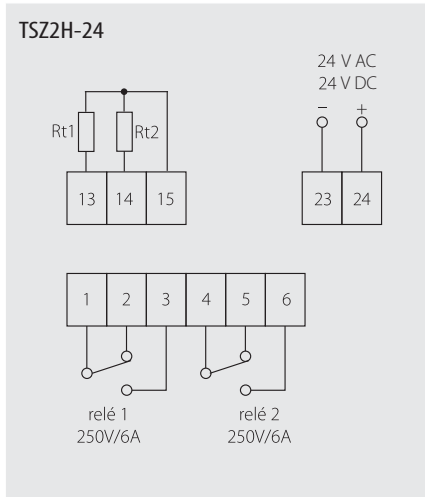 TSZ2H-24
24 V AC
24 V DC
– +
Rt1 Rt2
13 14 15 23 24
1 2 3 4 5 6
relé 1 relé 2
250V/6A 250V/6A